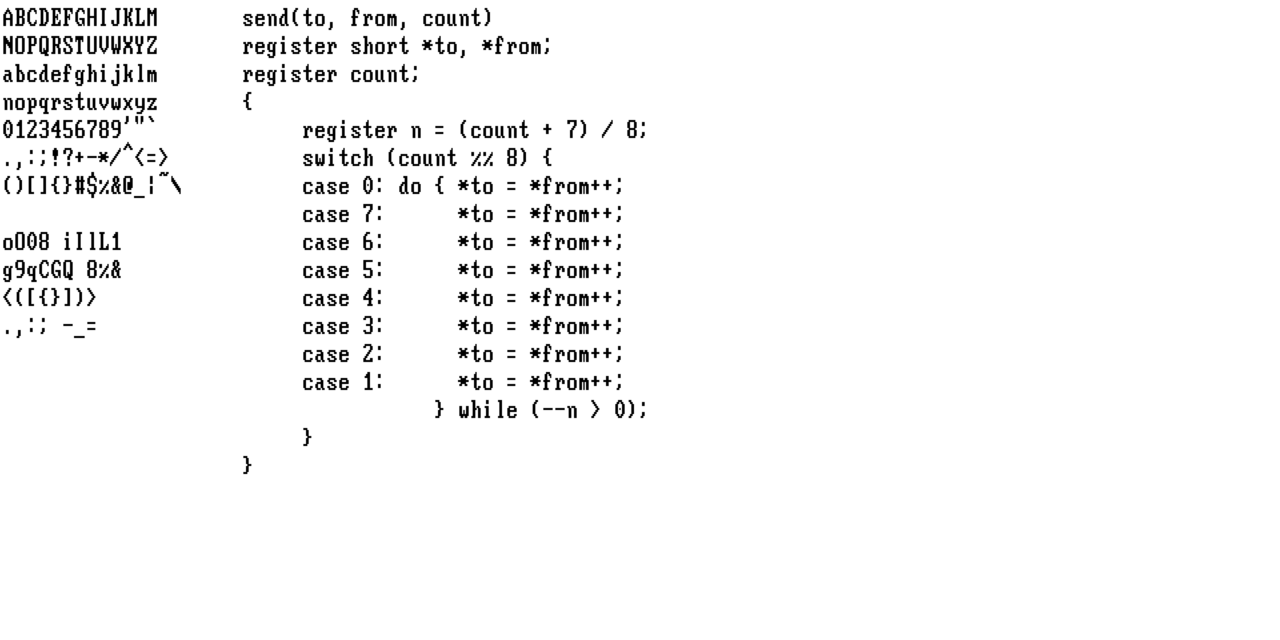 ABCDEFGHIJKLM
NOPQRSTUVWXYZ
abcdefghijklm
nopqrstuvwxyz
0123456789'"`
.,:;!?+-*/^<=>
()[]{}#$%&@_¦~\
oO08 iIlL1
g9qCGQ 8%&
<([{}])>
.,:; -_=
send(to, from, count)
register short *to, *from;
register count;
{
     register n = (count + 7) / 8;
     switch (count %% 8) {
     case 0: do { *to = *from++;
     case 7:      *to = *from++;
     case 6:      *to = *from++;
     case 5:      *to = *from++;
     case 4:      *to = *from++;
     case 3:      *to = *from++;
     case 2:      *to = *from++;
     case 1:      *to = *from++;
                } while (--n > 0);
     }
}